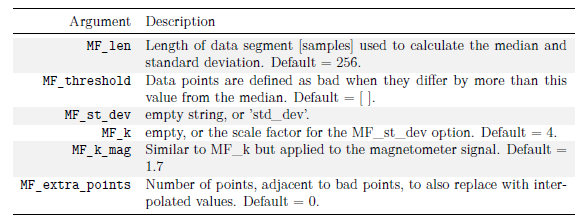 Argument Description
MF_len Length of data segment [samples] used to calculate the median and
standard deviation. Default = 256.
MF_threshold Data points are defined as bad when they differ by more than this
value from the median. Default = [ ].
MF_st_dev empty string, or 'std_dev'.
MF_k empty, or the scale factor for the MF_st_dev option. Default = 4.
MF_k_mag Similar to MF_k but applied to the magnetometer signal. Default =
1.7
MF_extra_points Number of points, adjacent to bad points, to also replace with inter-
polated values. Default = 0.